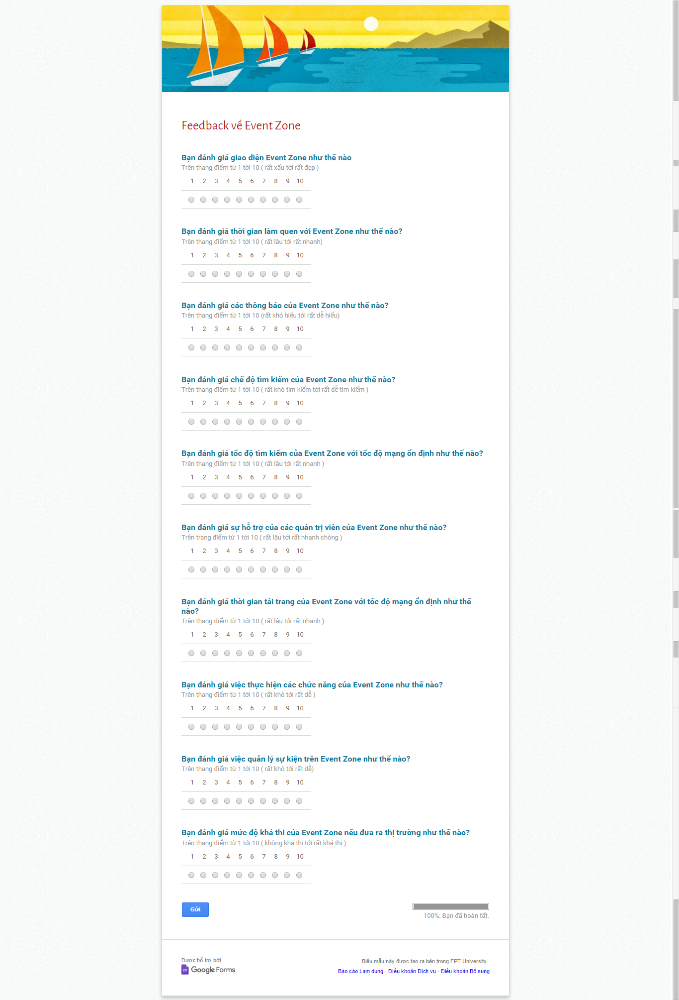 Feedback về Event Zone
Bạn đánh giá giao diện Event Zone như thế nào
Trên thang điểm từ 1 tới 10 ( rất xấu tới rất đẹp )
1 2 3 4 5 6 7 8 9 10
Bạn đánh giá thời gian làm quen với Event Zone như thế nào?
Trên thang điểm từ 1 tới 10 ( rất lâu tới rất nhanh)
1 2 3 4 5 6 7 8 9 10
Bạn đánh giá các thông báo của Event Zone như thế nào?
Trên thang điểm từ 1 tới 10 (rất khó hiểu tới rất dễ hiểu)
1 2 3 4 5 6 7 8 9 10
Bạn đánh giá chế độ tìm kiếm của Event Zone như thế nào?
Trên thang điểm từ 1 tới 10 ( rất khó tìm kiếm tới rất dễ tìm kiếm )
1 2 3 4 5 6 7 8 9 10
Bạn đánh giá tốc độ tìm kiếm của Event Zone với tốc độ mạng ổn định như thế nào?
Trên thang điểm từ 1 tới 10 ( rất lâu tới rất nhanh )
1 2 3 4 5 6 7 8 9 10
Bạn đánh giá sự hỗ trợ của các quản trị viên của Event Zone như thế nào?
Trên trang điểm từ 1 tới 10 ( rất lâu tới rất nhanh chóng )
1 2 3 4 5 6 7 8 9 10
Bạn đánh giá thời gian tải trang của Event Zone với tốc độ mạng ổn định như thế
nào?
Trên thang điểm từ 1 tới 10 ( rất lâu tới rất nhanh )
1 2 3 4 5 6 7 8 9 10
Bạn đánh giá việc thực hiện các chức năng của Event Zone như thế nào?
Trên thang điểm từ 1 tới 10 ( rất khó tới rất dễ )
1 2 3 4 5 6 7 8 9 10
Bạn đánh giá việc quản lý sự kiện trên Event Zone như thế nào?
Trên thang điểm từ 1 tới 10 ( rất khó tới rất dễ)
1 2 3 4 5 6 7 8 9 10
Bạn đánh giá mức độ khả thi của Event Zone nếu đưa ra thị trường như thế nào?
Trên thang điểm từ 1 tới 10 ( không khả thi tới rất khả thi )
1 2 3 4 5 6 7 8 9 10
Gửi
100%: Bạn đã hoàn tất.
Được hỗ trợ bởi
Google Forms
Biểu mẫu này được tạo ra bên trong FPT University.
Báo cáo Lạm dụng - Điều khoản Dịch vụ - Điều khoản Bổ sung